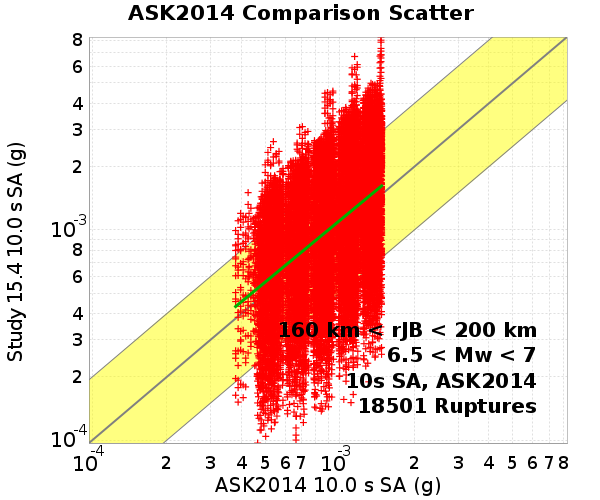 ASK2014 Comparison Scatter
Study 15.4 10.0 s SA (g)
8
6
4
3
2
10-3
8
6
4
3
2
10-4
160 km < rJB < 200 km
6.5 < Mw < 7
10s SA, ASK2014
18501 Ruptures
10-4 2 3 4 5 6 7 10-3 2 3 4 5 6 7 8
ASK2014 10.0 s SA (g)